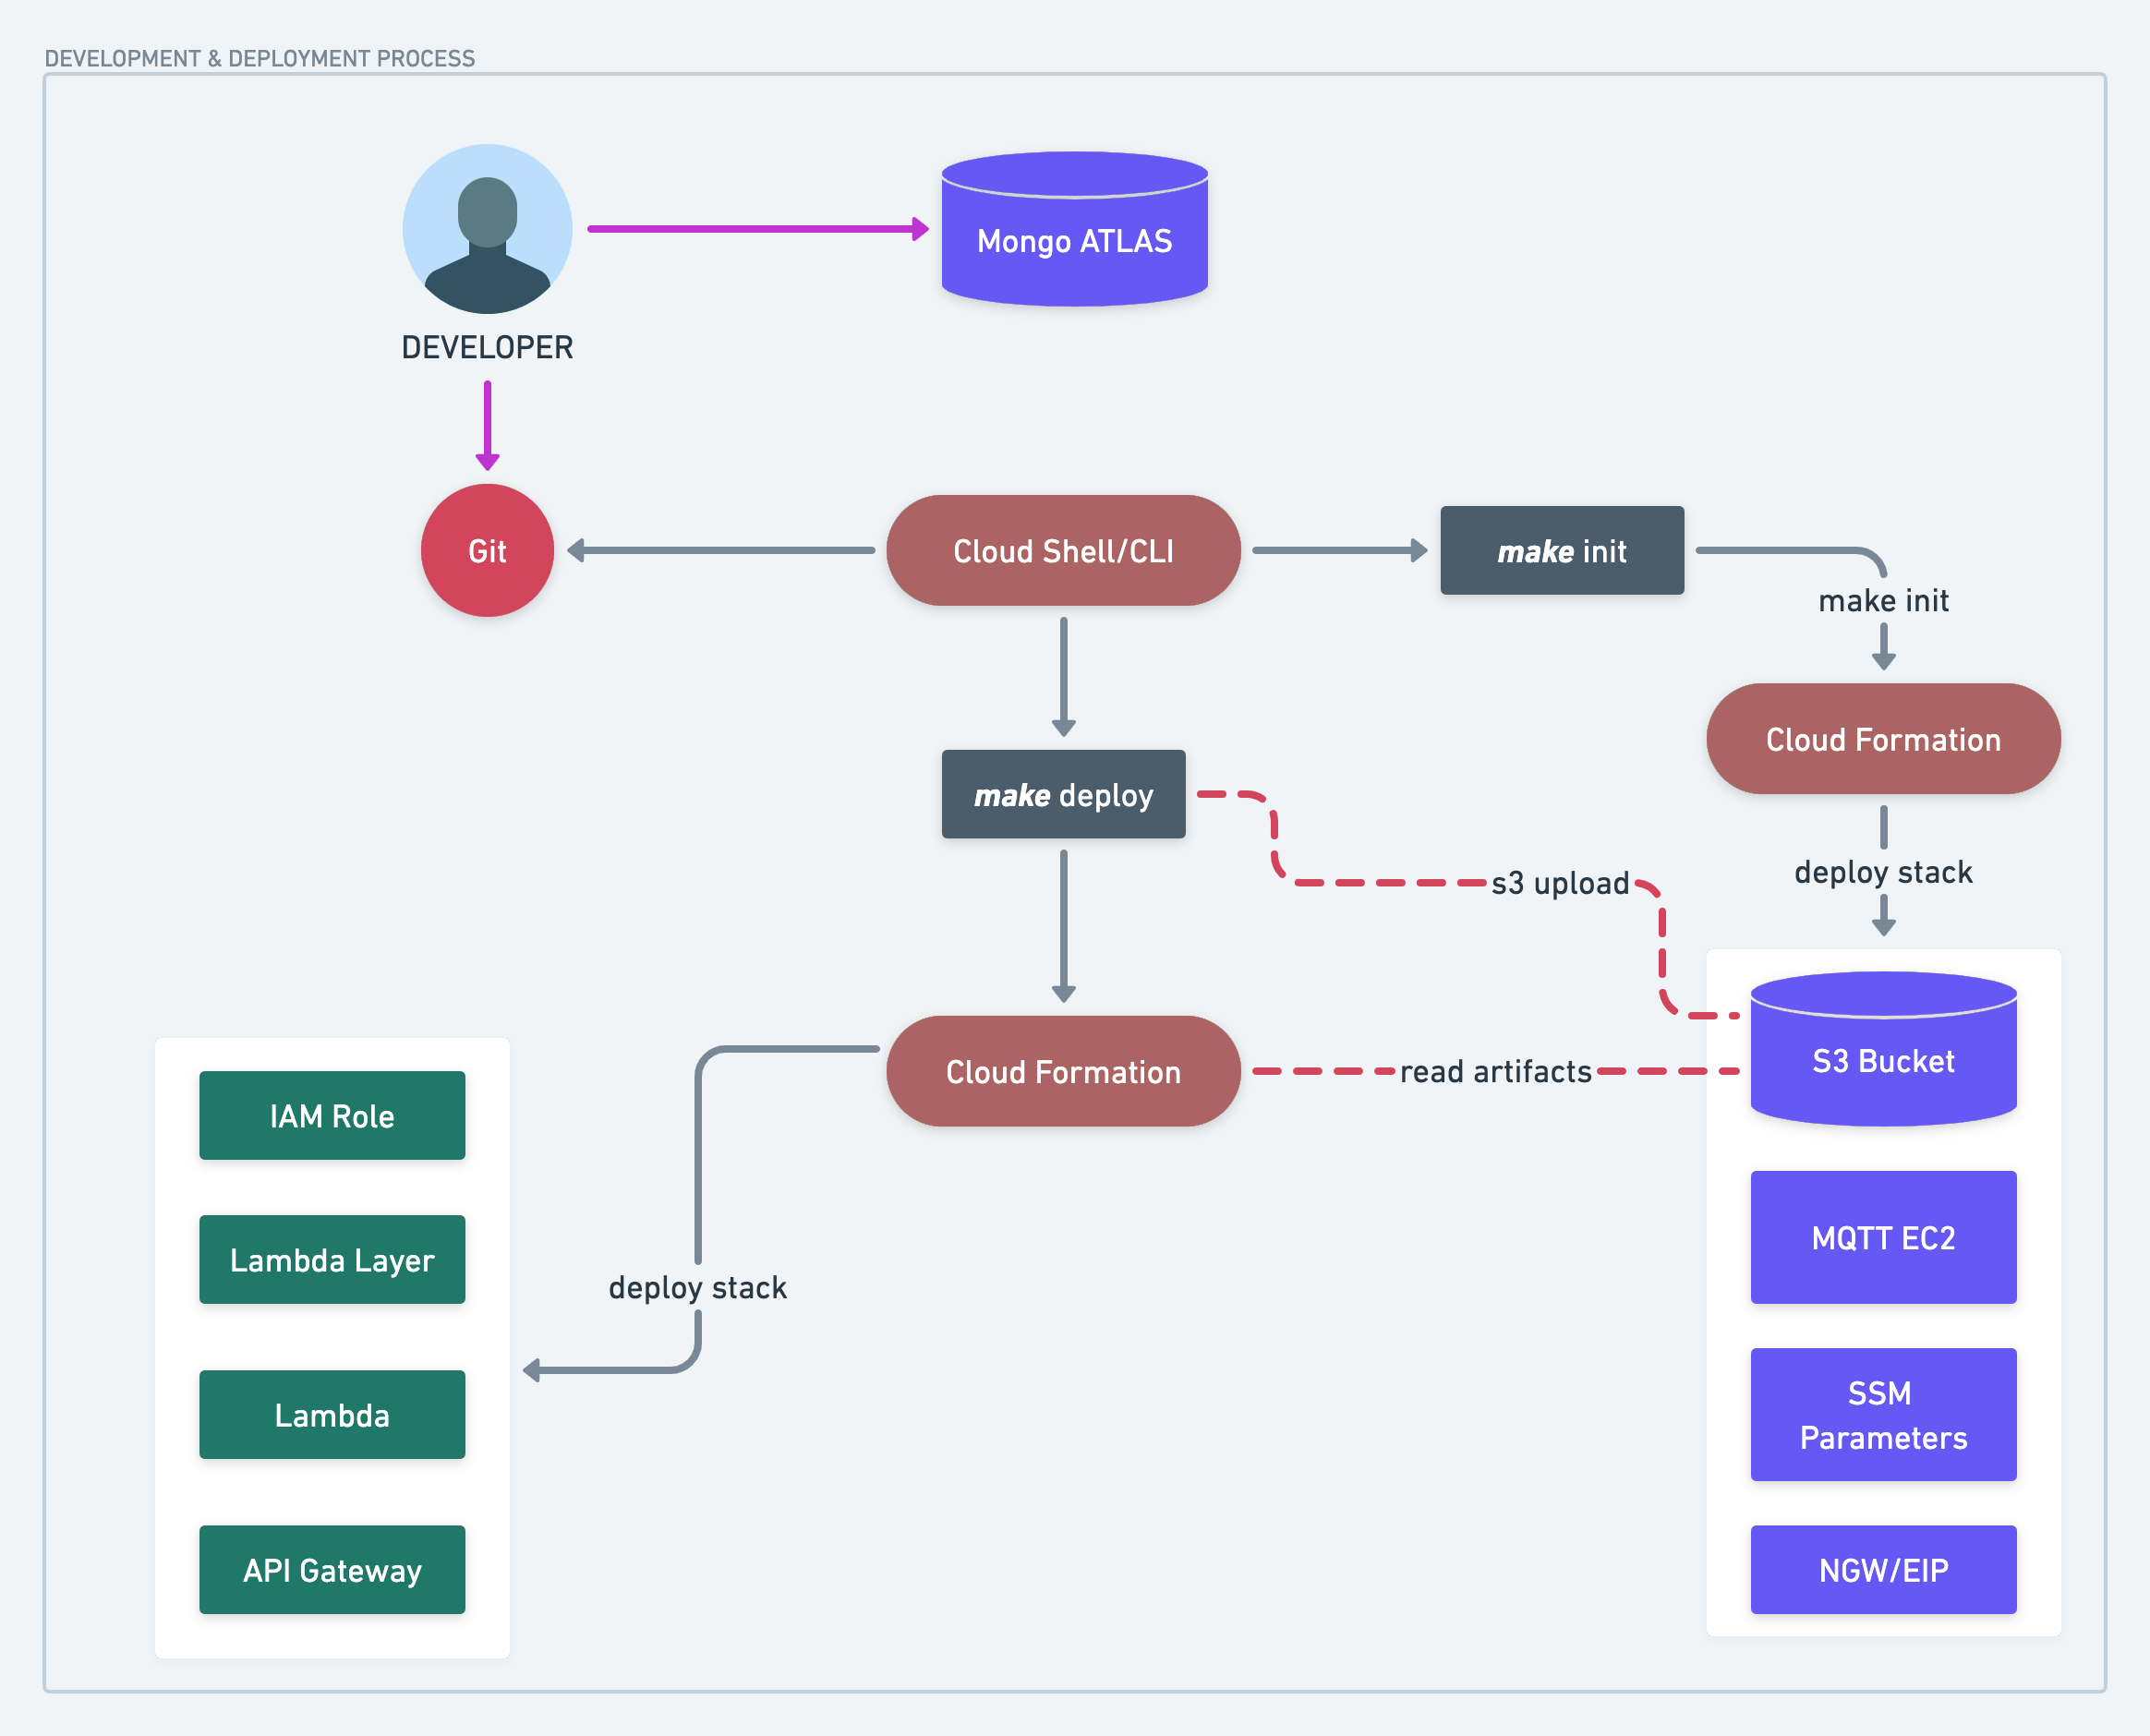 DEVELOPMENT & DEPLOYMENT PROCESS
Mongo ATLAS
DEVELOPER
Git
Cloud Shell/CLI
make init
make init
Cloud Formation
make deploy
s3 upload
deploy stack
Cloud Formation
read artifacts
S3 Bucket
IAM Role
Lambda Layer
deploy stack
MQTT EC2
Lambda
SSM
Parameters
API Gateway
NGW/EIP